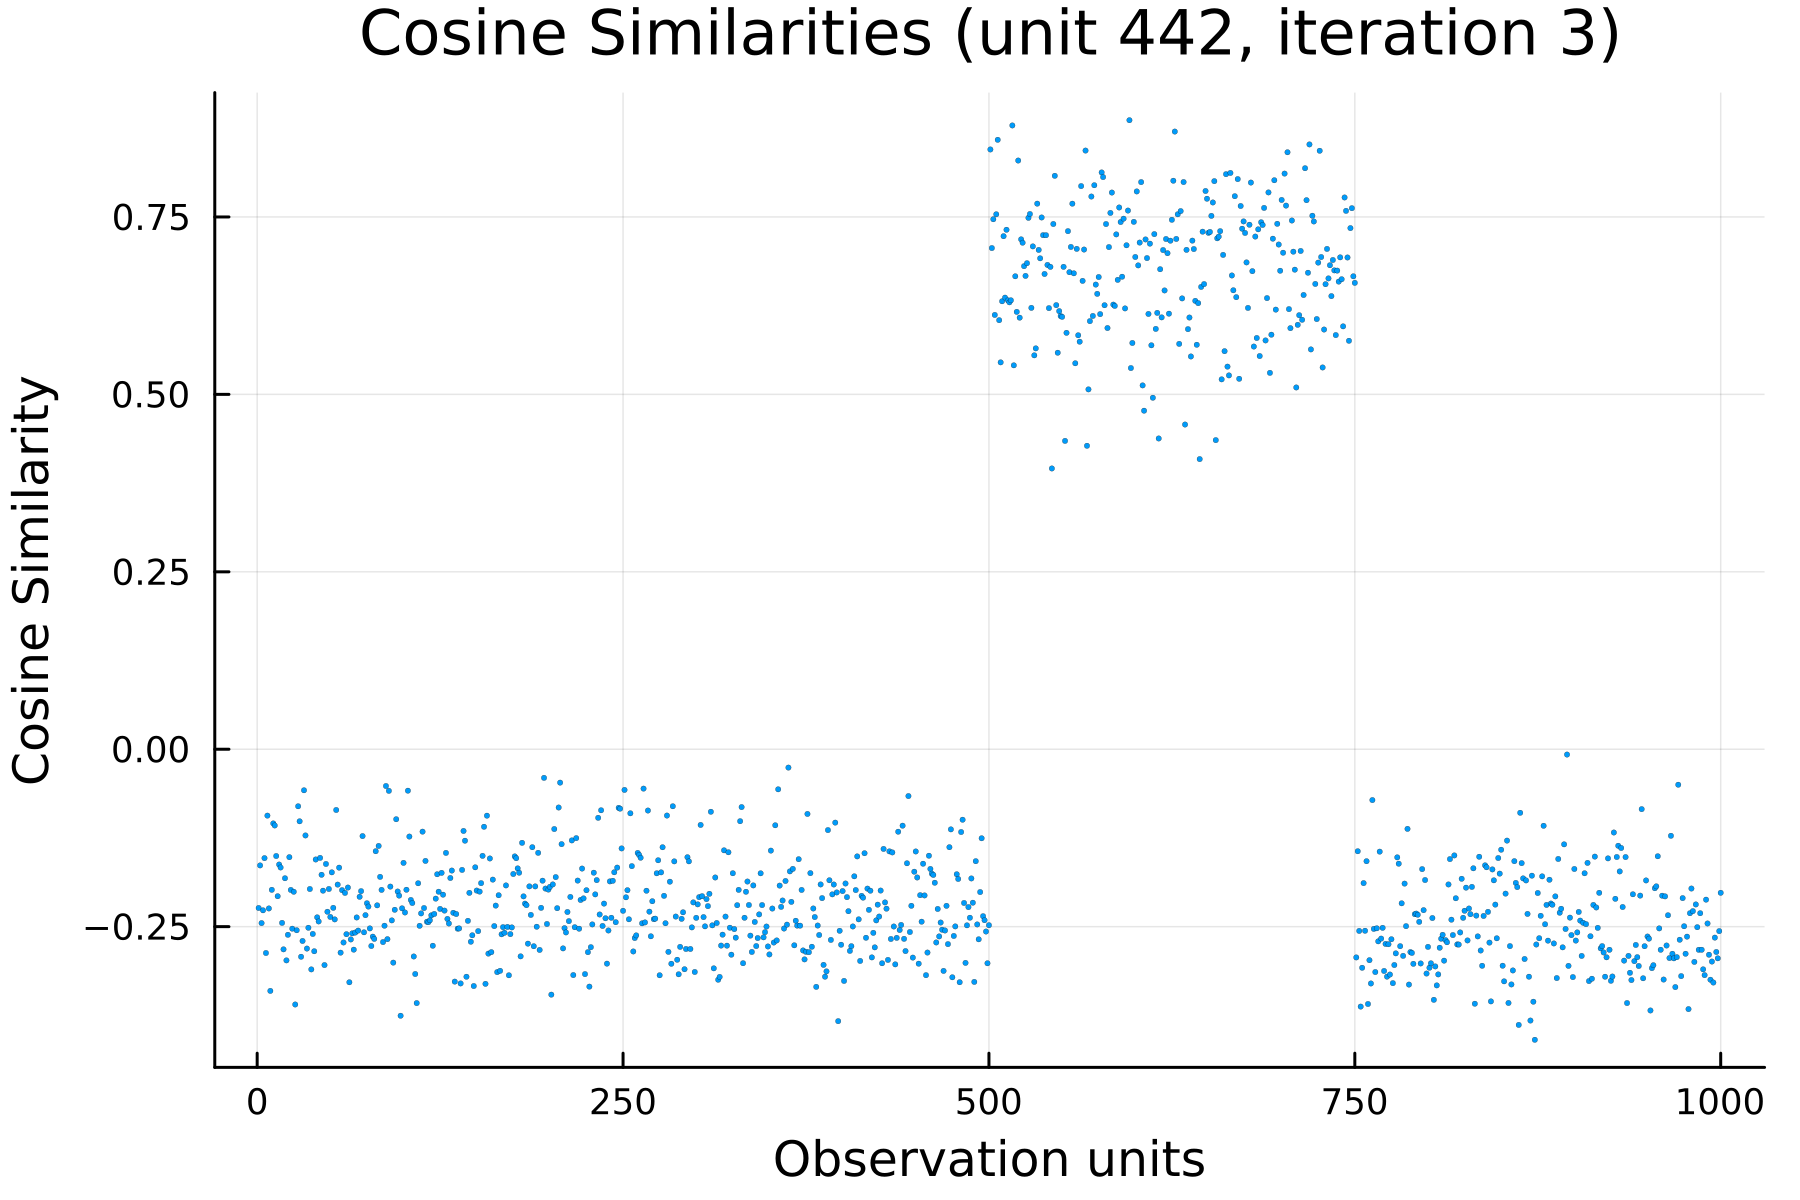 Cosine Similarities (unit 442, iteration 3)
Cosine Similarity
0.75
0.50
0.25
0.00
−0.25
0 250 500 750 1000
Observation units